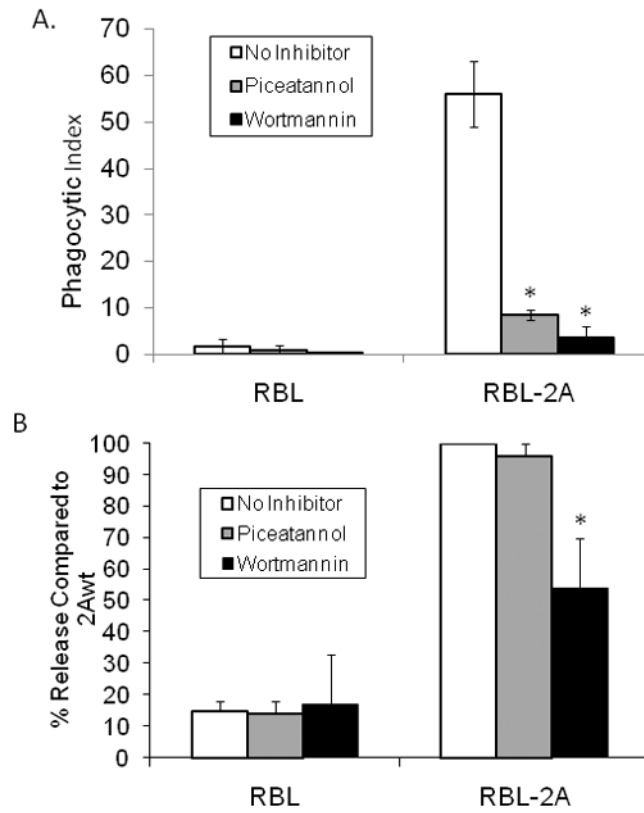 A.
70
60
50
40
30
20
10
0
Phagocytic Index
No Inhibitor
Piceatannol
Wortmannin
*
*
RBL
RBL-2A
B
100
90
80
70
60
50
40
30
20
10
0
% Release Compared to
2Awt
No Inhibitor
Piceatannol
Wortmannin
*
RBL
RBL-2A